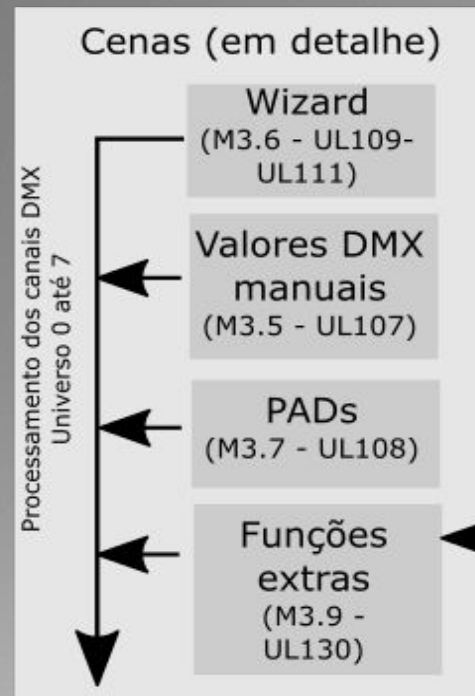 Cenas (em detalhe)
Processamento dos canais DMX
Universo 0 até 7
Wizard
(M3.6 - UL109-
UL111)
Valores DMX
manuais
(M3.5 - UL107)
PADs
(M3.7 - UL108)
Funções
extras
(M3.9 -
UL130)